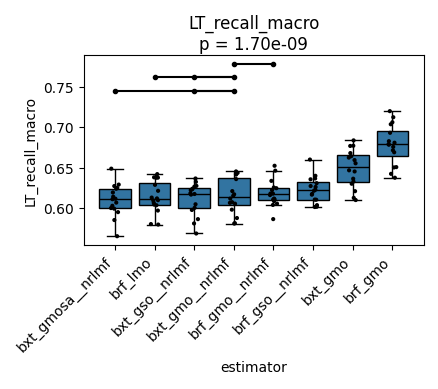 LT_recall_macro
p = 1.70e-09
LT_recall_macro
0.75
0.70
0.65
0.60
bxt_gmosa__nrlmf
brf_lmo
bxt_gso__nrlmf
bxt_gmo__nrlmf
brf_gmo__nrlmf
brf_gso__nrlmf
bxt_gmo
brf_gmo
estimator